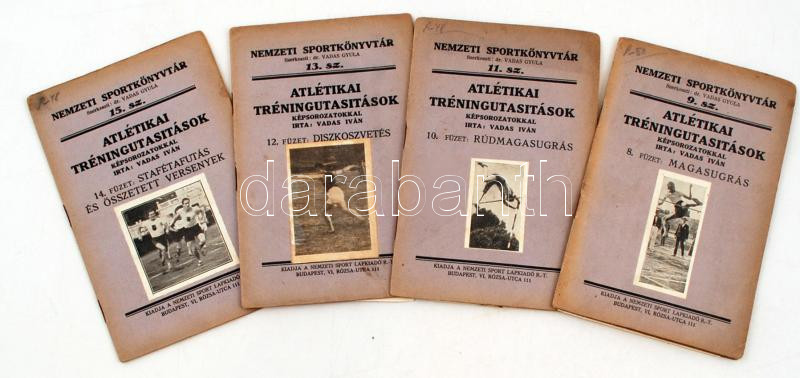 NEMZETI SPORTKÖNYVTÁR
Szerkeszti: dr. VADAS GYULA
15. sz.
ATLÉTIKAI
TRÉNINGUTASITÁSOK
KÉPSOROZATOKKAL
IRTA: VADAS IVÁN
14. FÜZET: STAFÉTAFUTÁS
ÉS ÖSSZETETT VERSENYEK
KIADJA A NEMZETI SPORT LAPKIADÓ R.-T.
BUDAPEST, VI, RÓZSA-UTCA 111
NEMZETI SPORTKÖNYVTÁR
Szerkeszti: dr. VADAS GYULA
13. sz.
ATLÉTIKAI
TRÉNINGUTASITÁSOK
KÉPSOROZATOKKAL
IRTA: VADAS IVÁN
12. FÜZET: DISZKOSZVETÉS
KIADJA A NEMZETI SPORT LAPKIADÓ R.-T.
BUDAPEST, VI, RÓZSA-UTCA 111
NEMZETI SPORTKÖNYVTÁR
Szerkeszti: dr. VADAS GYULA
11. sz.
ATLÉTIKAI
TRÉNINGUTASITÁSOK
KÉPSOROZATOKKAL
IRTA: VADAS IVÁN
10. FÜZET: RÚDMAGASUGRÁS
KIADJA A NEMZETI SPORT LAPKIADÓ R.-T.
BUDAPEST, VI, RÓZSA-UTCA 111
NEMZETI SPORTKÖNYVTÁR
Szerkeszti: dr. VADAS GYULA
9. sz.
ATLÉTIKAI
TRÉNINGUTASITÁSOK
KÉPSOROZATOKKAL
IRTA: VADAS IVÁN
8. FÜZET: MAGASUGRÁS
KIADJA A NEMZETI SPORT LAPKIADÓ R.-T.
BUDAPEST, VI, RÓZSA-UTCA 111
darabanth